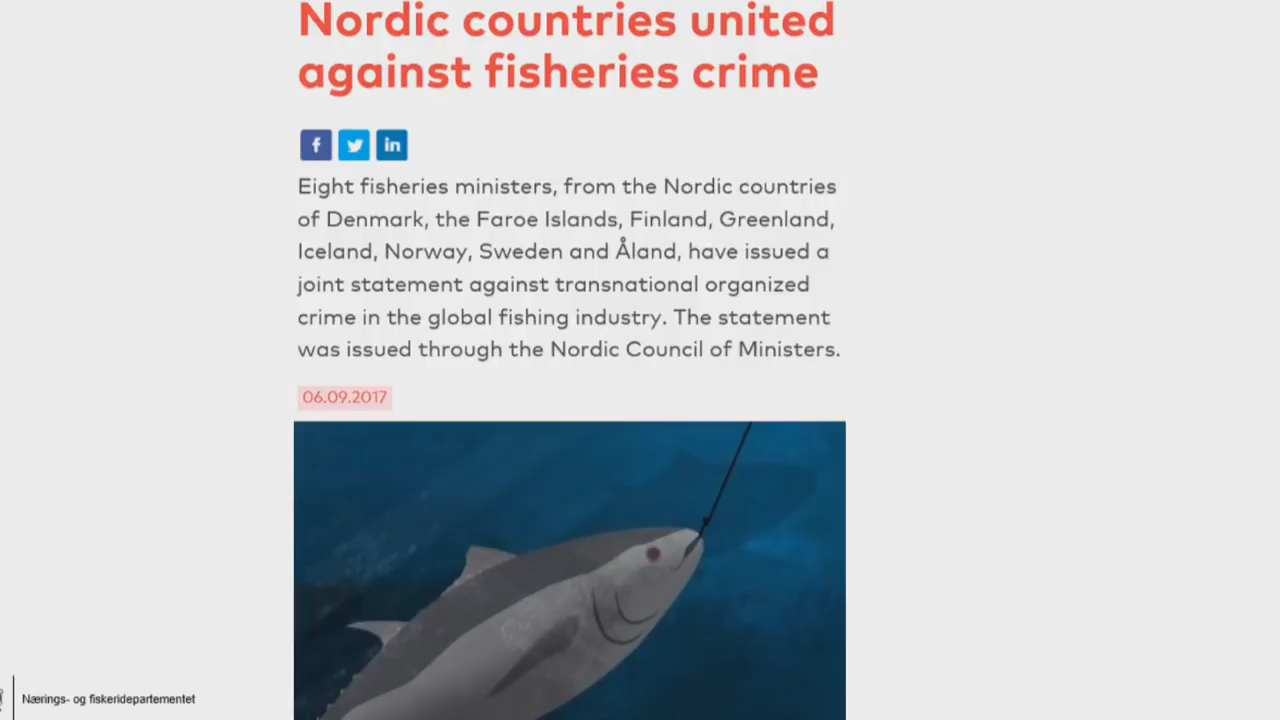 Nordic countries united
against fisheries crime
f
in
Eight fisheries ministers, from the Nordic countries
of Denmark, the Faroe Islands, Finland, Greenland,
Iceland, Norway, Sweden and Åland, have issued a
joint statement against transnational organized
crime in the global fishing industry. The statement
was issued through the Nordic Council of Ministers.
06.09.2017
Nærings- og fiskeridepartementet